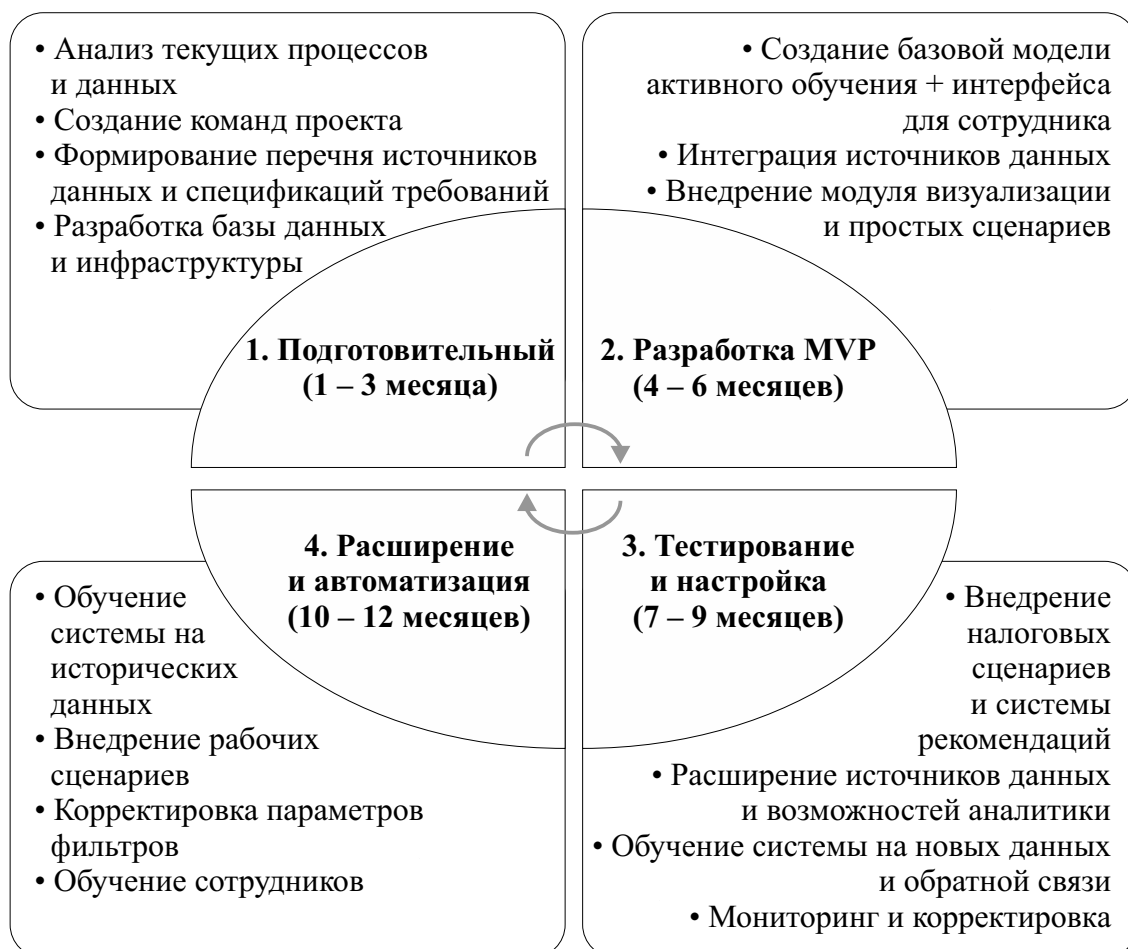 • Анализ текущих процессов
и данных
• Создание команд проекта
• Формирование перечня источников
данных и спецификаций требований
• Разработка базы данных
и инфраструктуры
1. Подготовительный
(1 – 3 месяца)
• Создание базовой модели
активного обучения + интерфейса
для сотрудника
• Интеграция источников данных
• Внедрение модуля визуализации
и простых сценариев
2. Разработка MVP
(4 – 6 месяцев)
3. Тестирование
и настройка
(7 – 9 месяцев)
• Внедрение
налоговых
сценариев
и системы
рекомендаций
• Расширение источников данных
и возможностей аналитики
• Обучение системы на новых данных
и обратной связи
• Мониторинг и корректировка
4. Расширение
и автоматизация
(10 – 12 месяцев)
• Обучение
системы на
исторических
данных
• Внедрение рабочих
сценариев
• Корректировка параметров
фильтров
• Обучение сотрудников